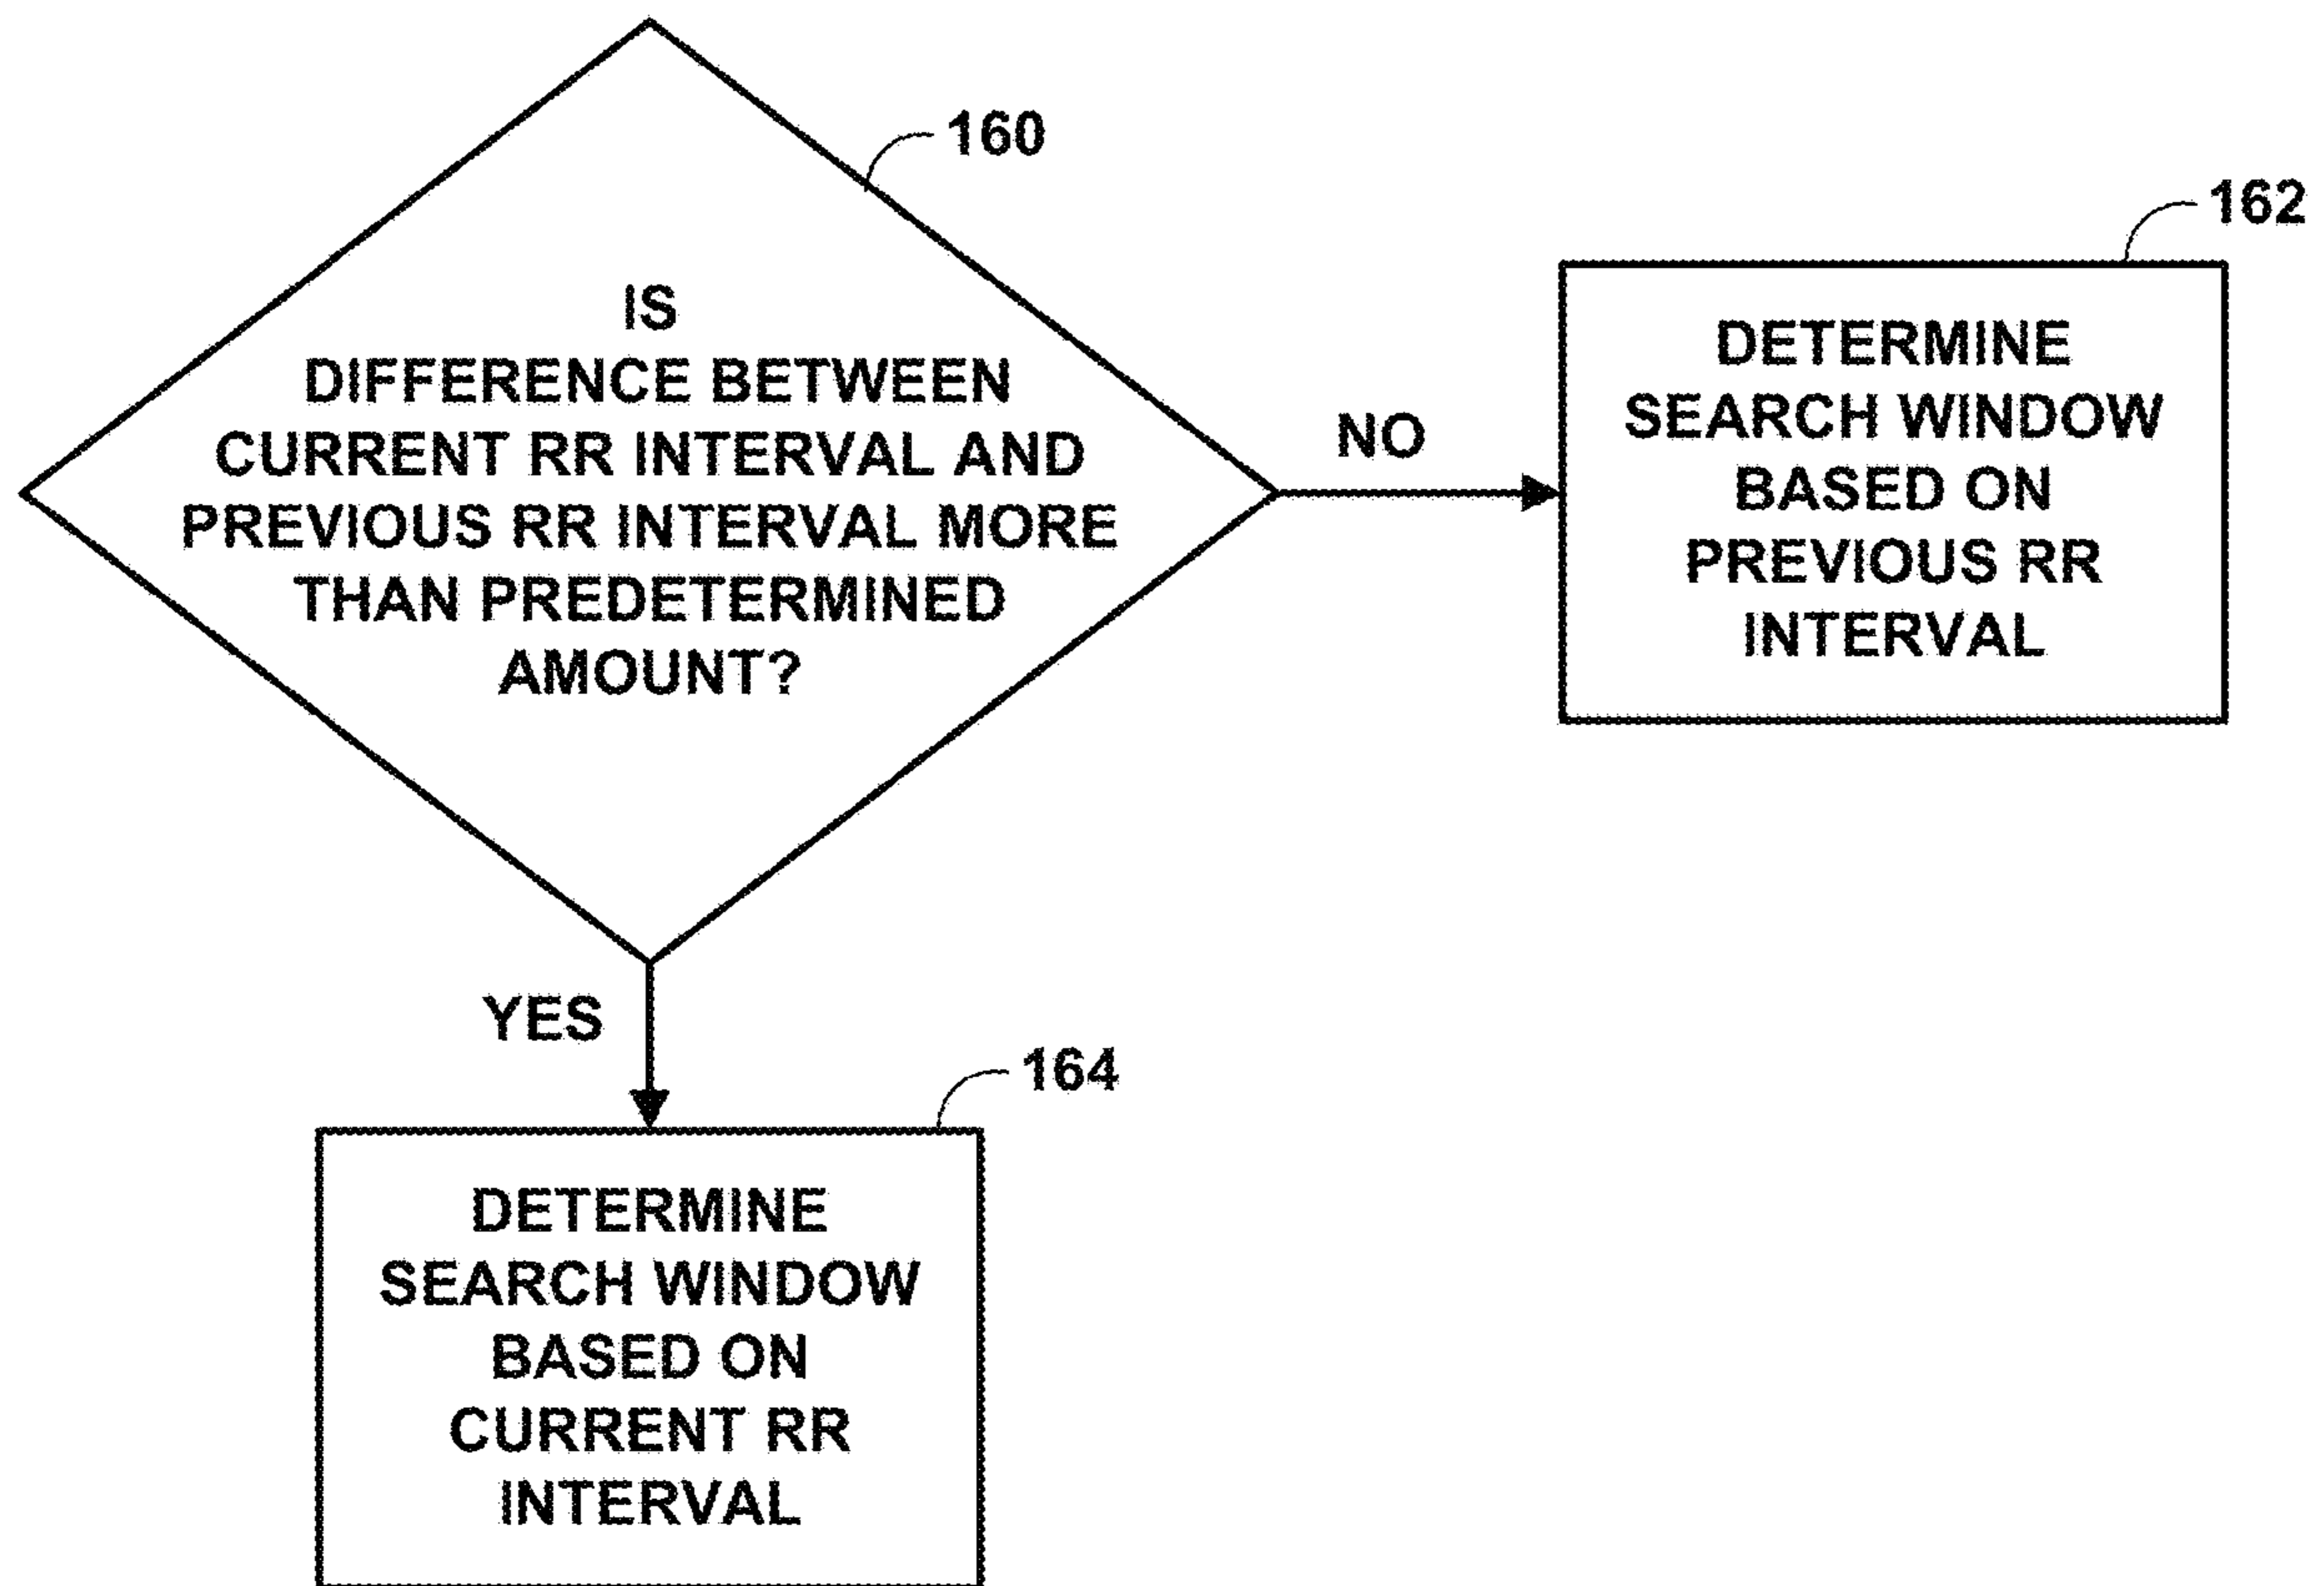 160
IS
DIFFERENCE BETWEEN
CURRENT RR INTERVAL AND
PREVIOUS RR INTERVAL MORE
THAN PREDETERMINED
AMOUNT?
NO
162
DETERMINE
SEARCH WINDOW
BASED ON
PREVIOUS RR
INTERVAL
YES
164
DETERMINE
SEARCH WINDOW
BASED ON
CURRENT RR
INTERVAL